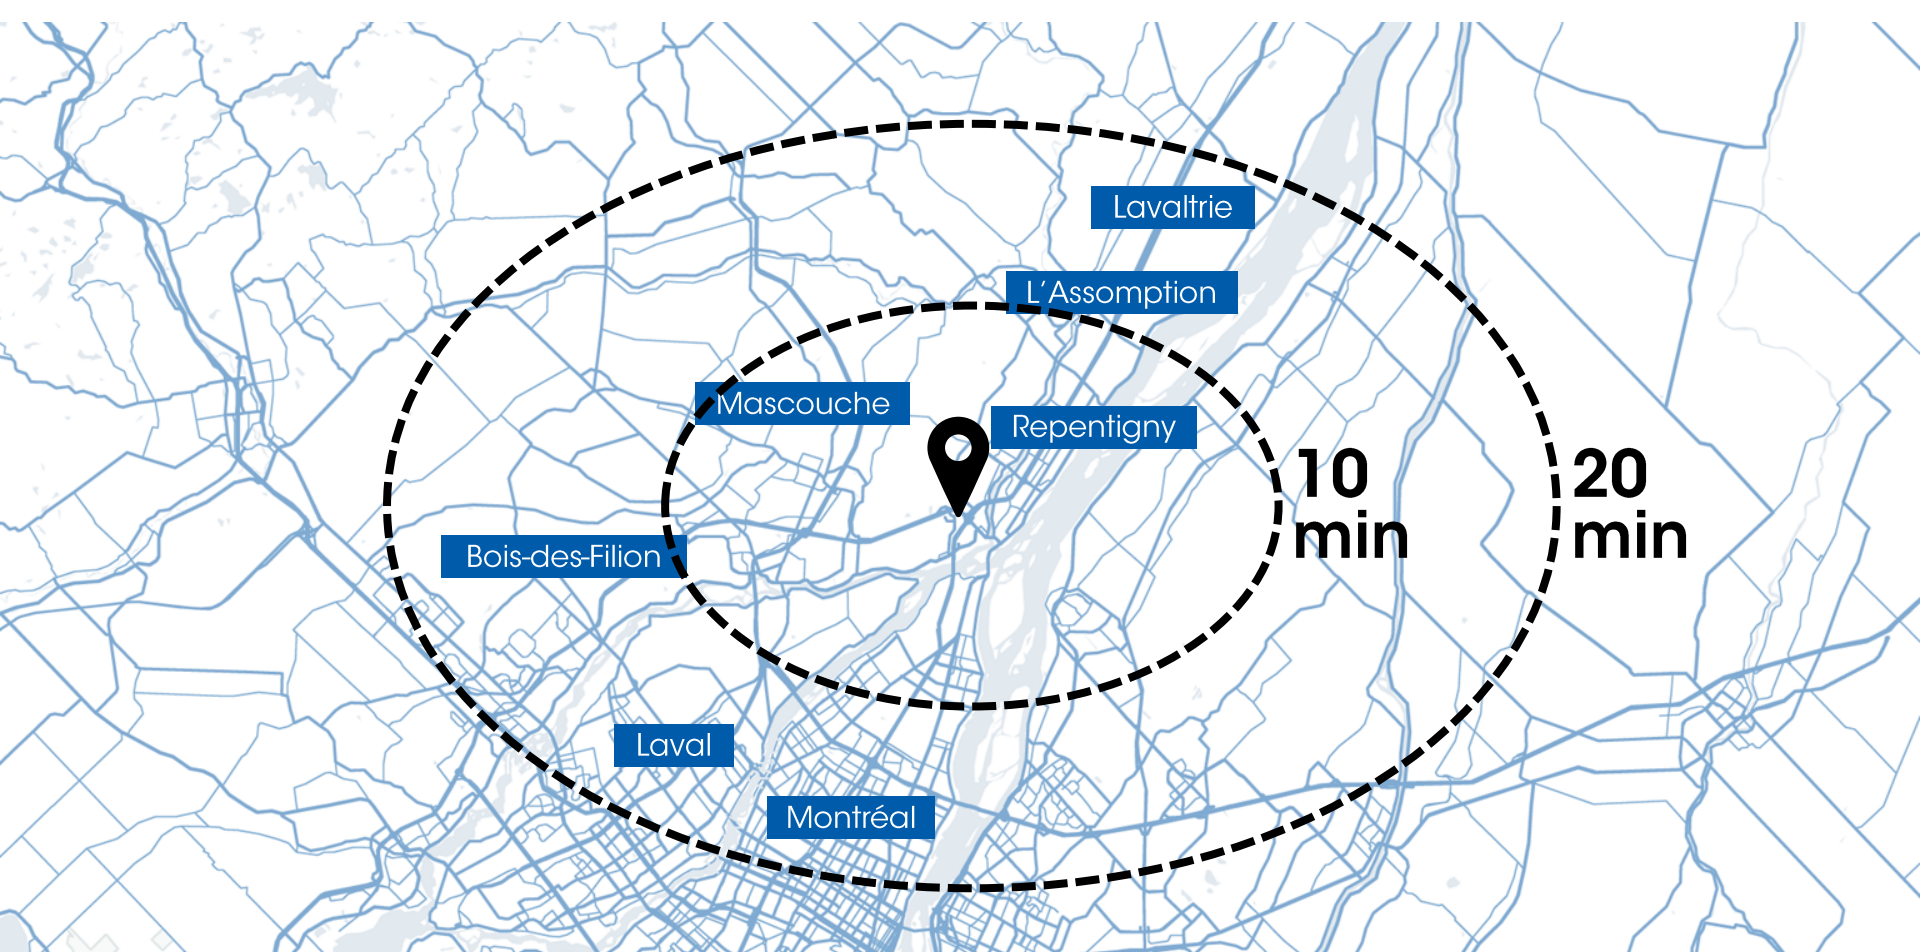 Lavaltrie
L'Assomption
Mascouche
Repentigny
10
min
20
min
Bois-des-Filion
Laval
Montréal